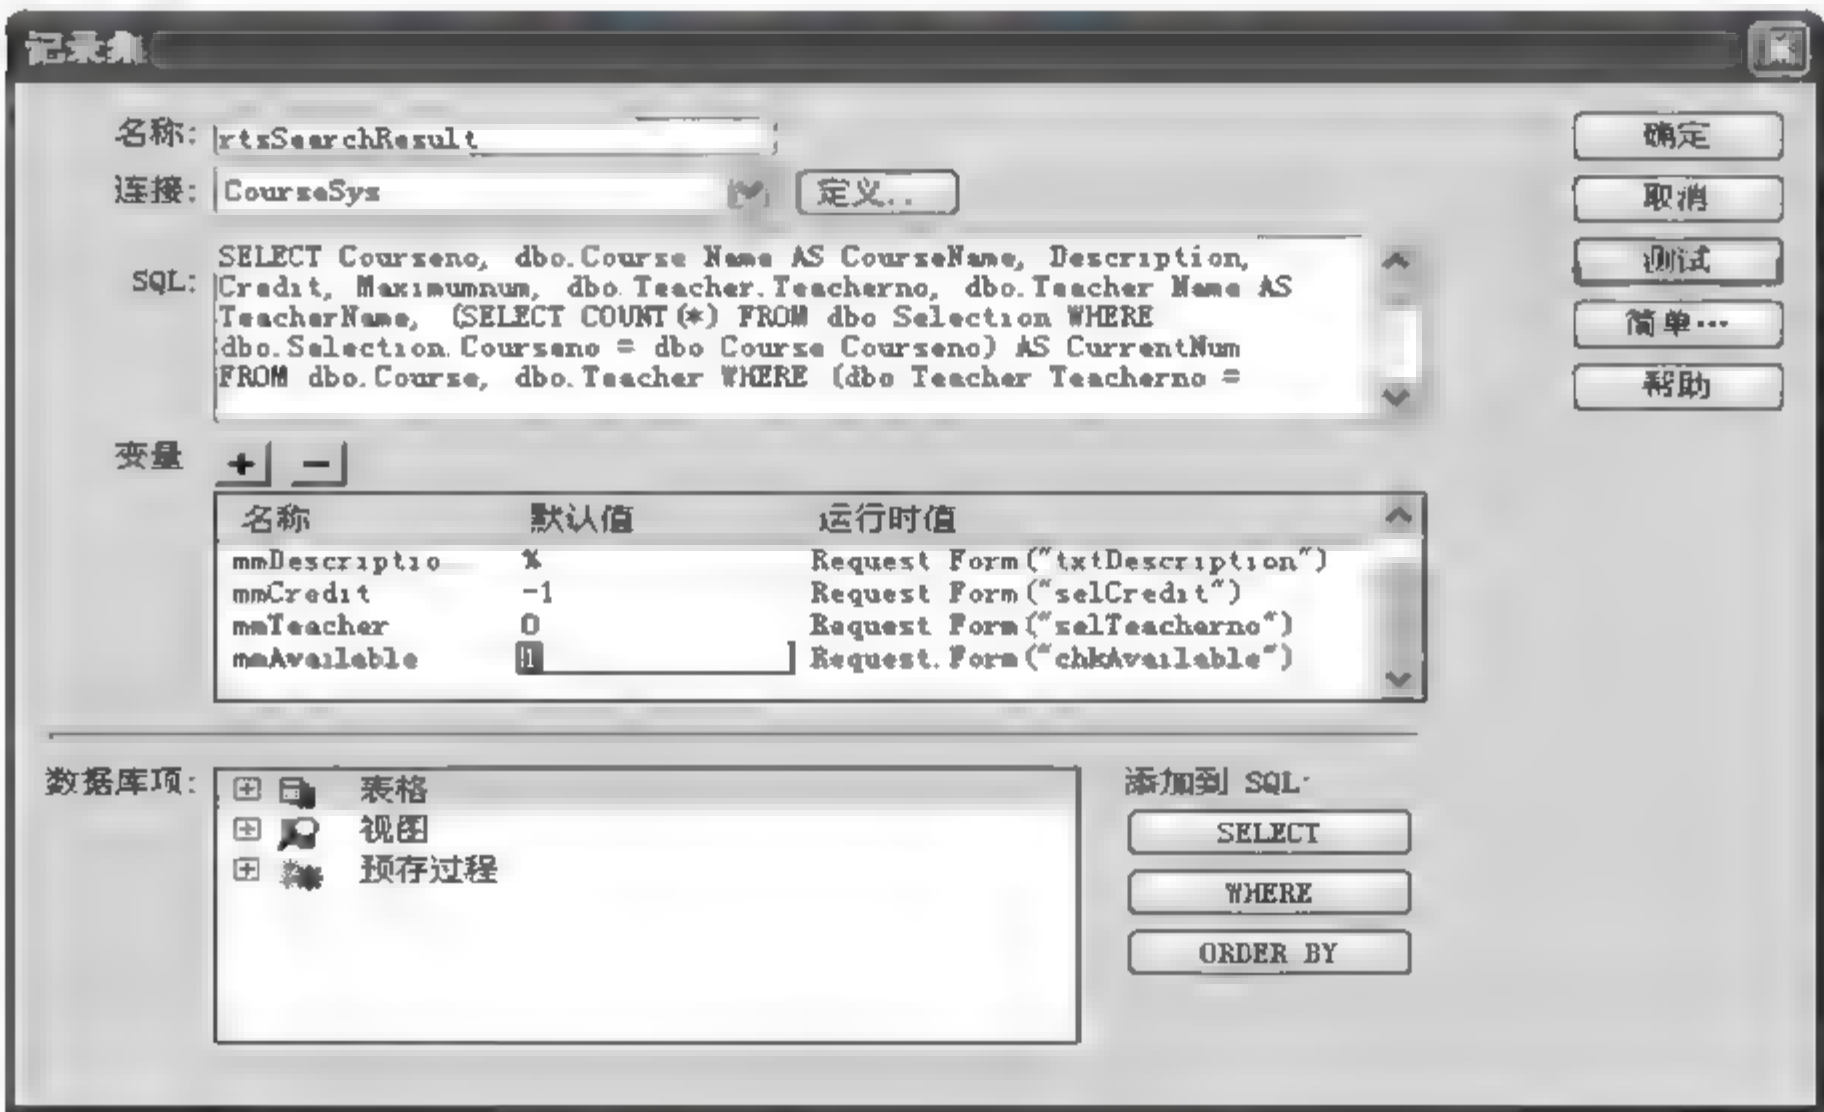 记录集
名称: rtsSearchResult
连接: CourseSys 定义..
SQL: SELECT Courseno, dbo.Course Name AS CourseName, Description,
Credit, Maximumnum, dbo.Teacher.Teacherno, dbo.Teacher Name AS
TeacherName, (SELECT COUNT(*) FROM dbo Selection WHERE
dbo.Selection.Courseno = dbo Course Courseno) AS CurrentNum
FROM dbo.Course, dbo.Teacher WHERE (dbo Teacher Teacherno =
确定
取消
测试
简单...
帮助
变量 + −
名称 默认值 运行时值
mmDescriptio % Request Form("txtDescription")
mmCredit -1 Request Form("selCredit")
mmTeacher 0 Request Form("selTeacherno")
mmAvailable 1 Request.Form("chkAvailable")
数据库项:
表格
视图
预存过程
添加到 SQL:
SELECT
WHERE
ORDER BY